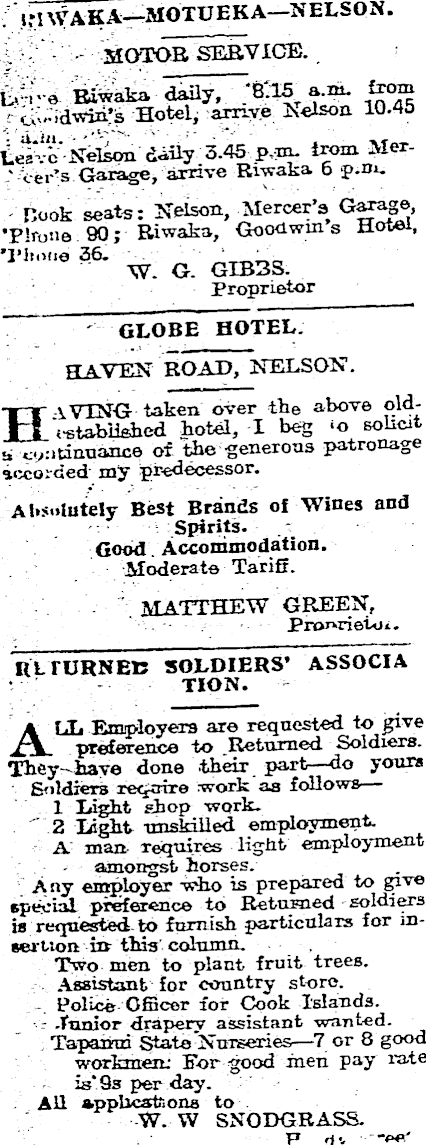 RIWAKA—MOTUEKA—NELSON.
MOTOR SERVICE.
Leave Riwaka daily, 8.15 a.m. from
Goodwin's Hotel, arrive Nelson 10.45
a.m.
Leave Nelson daily 3.45 p.m. from Mer-
cer's Garage, arrive Riwaka 6 p.m.
Book seats: Nelson, Mercer's Garage,
'Phone 90; Riwaka, Goodwin's Hotel,
'Phone 36.
W. G. GIBBS.
Proprietor
GLOBE HOTEL.
HAVEN ROAD, NELSON.
HAVING taken over the above old-
established hotel, I beg to solicit
a continuance of the generous patronage
accorded my predecessor.
Absolutely Best Brands of Wines and
Spirits.
Good Accommodation.
Moderate Tariff.
MATTHEW GREEN,
Proprietor.
RETURNED SOLDIERS' ASSOCIA
TION.
ALL Employers are requested to give
preference to Returned Soldiers.
They have done their part—do yours
Soldiers require work as follows—
1 Light shop work.
2 Light unskilled employment.
A man requires light employment
amongst horses.
Any employer who is prepared to give
special preference to Returned soldiers
is requested to furnish particulars for in-
sertion in this column.
Two men to plant fruit trees.
Assistant for country store.
Police Officer for Cook Islands.
Junior drapery assistant wanted.
Tapanui State Nurseries—7 or 8 good
workmen: For good men pay rate
is 9s per day.
All applications to
W. W SNODGRASS.